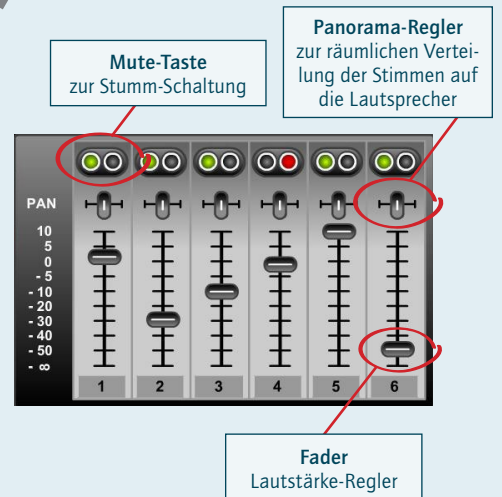 Panorama-Regler
zur räumlichen Vertei-
lung der Stimmen auf
die Lautsprecher
Mute-Taste
zur Stumm-Schaltung
PAN
10
5
0
- 5
- 10
- 20
- 30
- 40
- 50
- ∞
1 2 3 4 5 6
Fader
Lautstärke-Regler